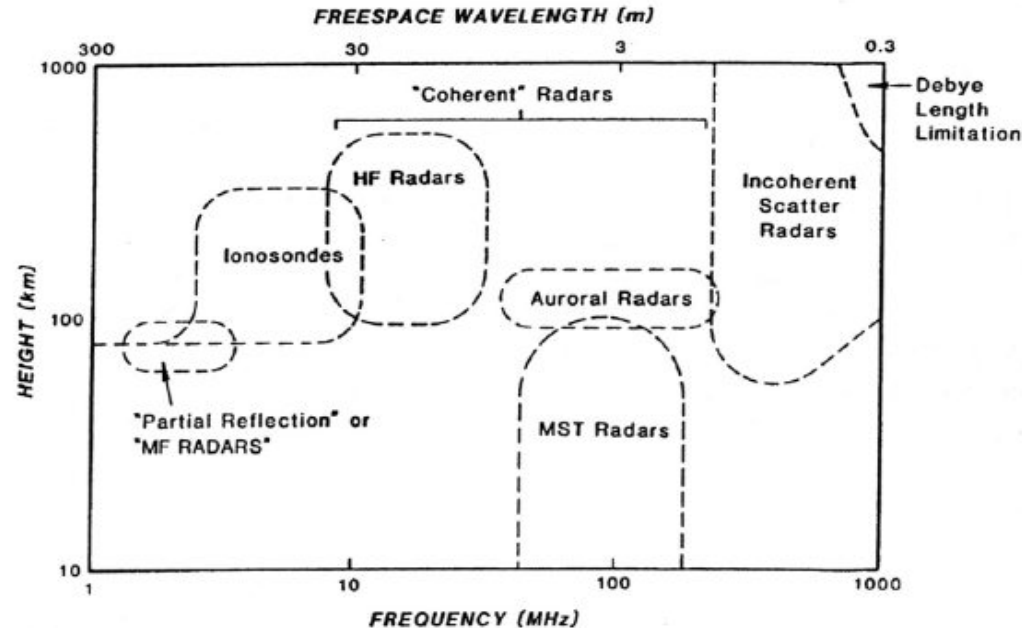 FREESPACE WAVELENGTH (m)
300 30 3 0.3
1000
"Coherent" Radars
Debye
Length
Limitation
HF Radars
Incoherent
Scatter
Radars
Ionosondes
Auroral Radars
100
HEIGHT (km)
"Partial Reflection" or
"MF RADARS"
MST Radars
10
1 10 100 1000
FREQUENCY (MHz)